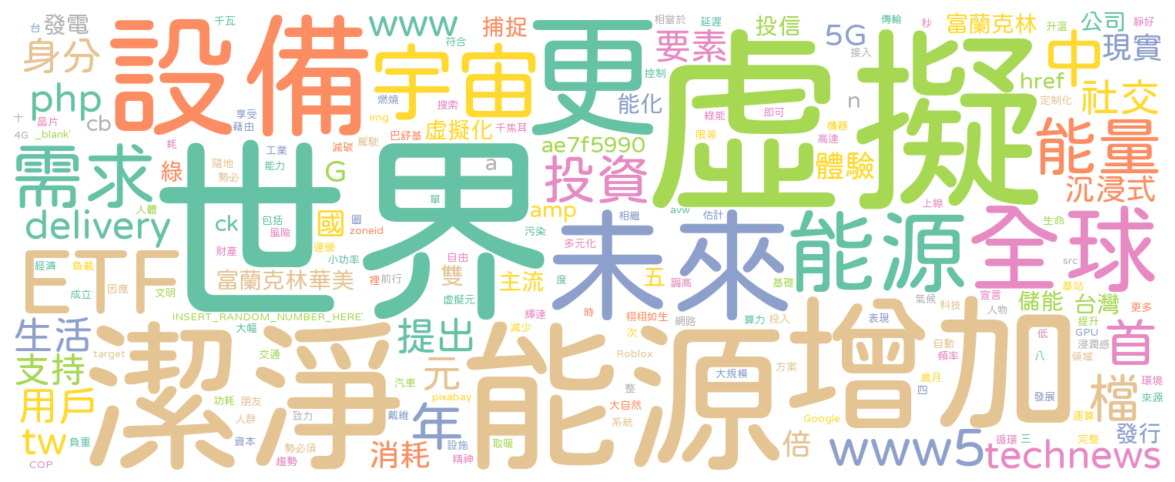 台
發電
千瓦
www
符合
捕捉
相當於
延遲
投信
傳輸
秒
富蘭克林
升溫
公司
靜好
身分
設備
宇宙
更
要素
5G
接入
中
現實
控制
虛擬
href
燃燒
搜索
能化
php
享受
藉由
img
綠能
即可
n
定制化
社交
十
晶片
cb
虛擬化
千焦耳
4G
_blank'
巴舒基
限等
機器
高達
能量
耗
工業
減碳
駕駛
ae7f5990
需求
綠
隨地
勢必
能力
G
世界
a
投資
體驗
沉浸式
單
人體
amp
avw
估計
上線
生命
delivery
ck
包括
風險
國
圖
zoneid
相繼
污染
未來
能源
全球
財產
運營
小功率
多元化
src
ETF
經濟
負載
因應
成立
文明
富蘭克林華美
裡
前行
自由
雙
虛擬元
主流
度
五
調高
基礎
氣候
科技
宣言
人物
基站
儲能
台灣
更多
INSERT_RANDOM_NUMBER_HERE'
輝達
時
栩栩如生
網路
算力
投入
生活
大幅
提出
減少
次
表現
自動
頻率
提升
GPU
浸潤感
低
首
target
交通
潔淨能源增加
Roblox
大規模
方案
八
領域
支持
汽車
元
pixabay
整
歲月
四
發展
檔
環境
來源
用戶
功耗
朋友
人群
致力
戴維
年
大自然
系統
Google
運算
tw
負重
資本
勢必須
趨勢
消耗
設施
精神
取暖
倍
www5
循環
三
完整
發行
COP
technews